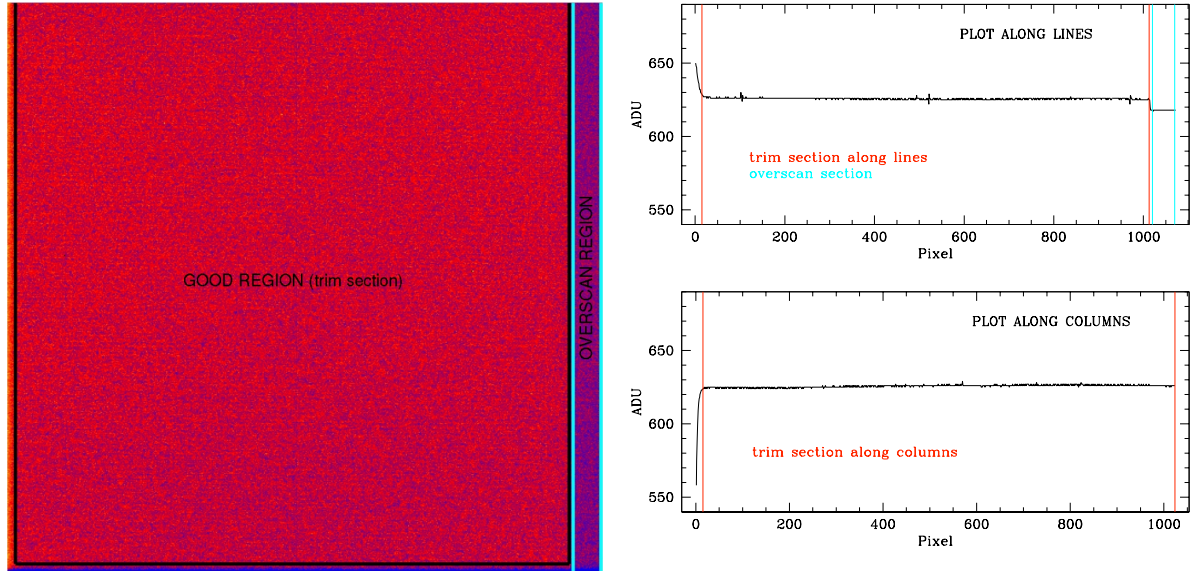 GOOD REGION (trim section)
OVERSCAN REGION
PLOT ALONG LINES
650
600
550
ADU
trim section along lines
overscan section
0 200 400 600 800 1000
Pixel
PLOT ALONG COLUMNS
650
600
550
ADU
trim section along columns
0 200 400 600 800 1000
Pixel